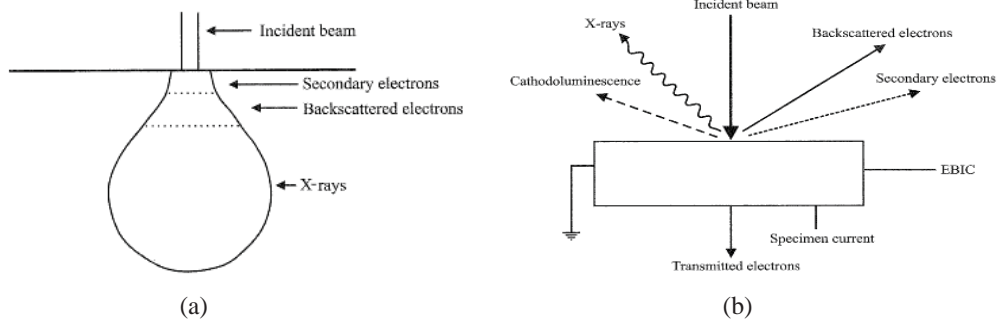 Incident beam
Secondary electrons
Backscattered electrons
X-rays
(a)
Incident beam
X-rays
Backscattered electrons
Cathodoluminescence
Secondary electrons
EBIC
Specimen current
Transmitted electrons
(b)